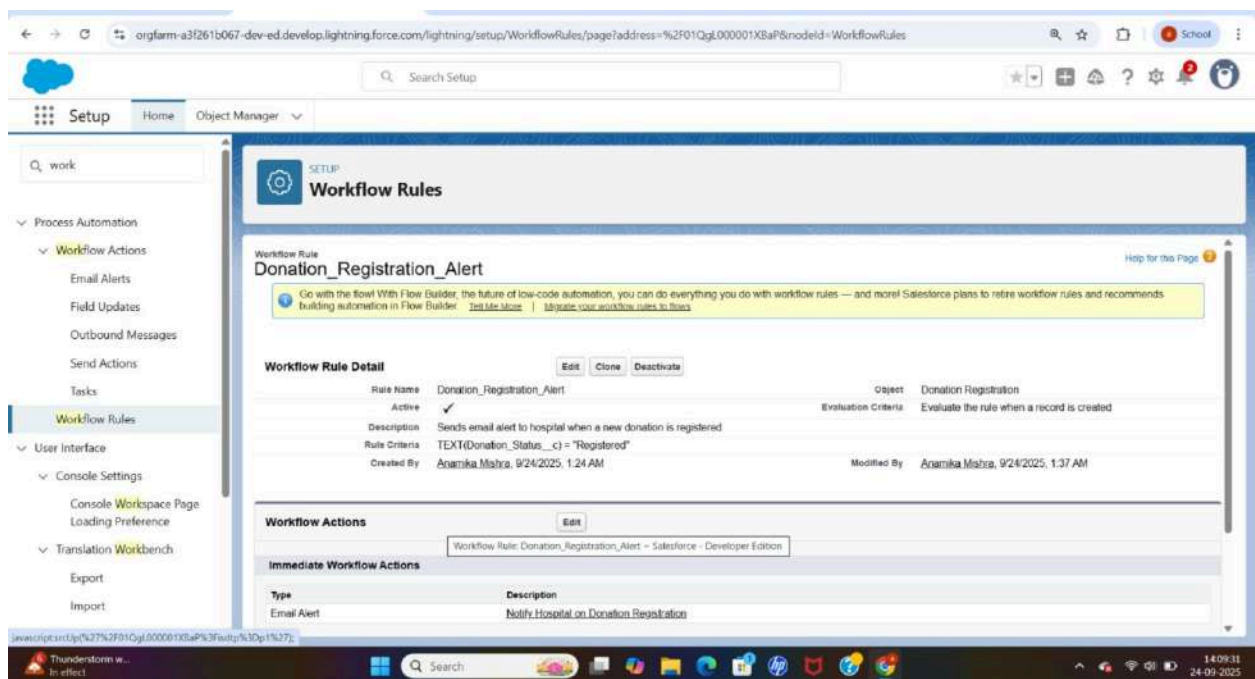 orgfarm-a3f261b067-dev-ed.develop.lightning.force.com/lightning/setup/WorkflowRules/page?address=%2F01QgL000001XBaP&nodeId=WorkflowRules
School
Search Setup
2
Setup
Home
Object Manager
work
Process Automation
Workflow Actions
Email Alerts
Field Updates
Outbound Messages
Send Actions
Tasks
Workflow Rules
User Interface
Console Settings
Console Workspace Page
Loading Preference
Translation Workbench
Export
Import
SETUP
Workflow Rules
Workflow Rule
Donation_Registration_Alert
Help for this Page
Go with the flow! With Flow Builder, the future of low-code automation, you can do everything you do with workflow rules — and more! Salesforce plans to retire workflow rules and recommends
building automation in Flow Builder. Tell Me More | Migrate your workflow rules to flows
Workflow Rule Detail Edit Clone Deactivate
Rule Name Donation_Registration_Alert Object Donation Registration
Active ✓ Evaluation Criteria Evaluate the rule when a record is created
Description Sends email alert to hospital when a new donation is registered
Rule Criteria TEXT(Donation_Status__c) = "Registered"
Created By Anamika Mishra, 9/24/2025, 1:24 AM Modified By Anamika Mishra, 9/24/2025, 1:37 AM
Workflow Actions Edit
Workflow Rule: Donation_Registration_Alert ~ Salesforce - Developer Edition
Immediate Workflow Actions
Type Description
Email Alert Notify Hospital on Donation Registration
Thunderstorm w...
In effect
Search
14:09:31
24-09-2025